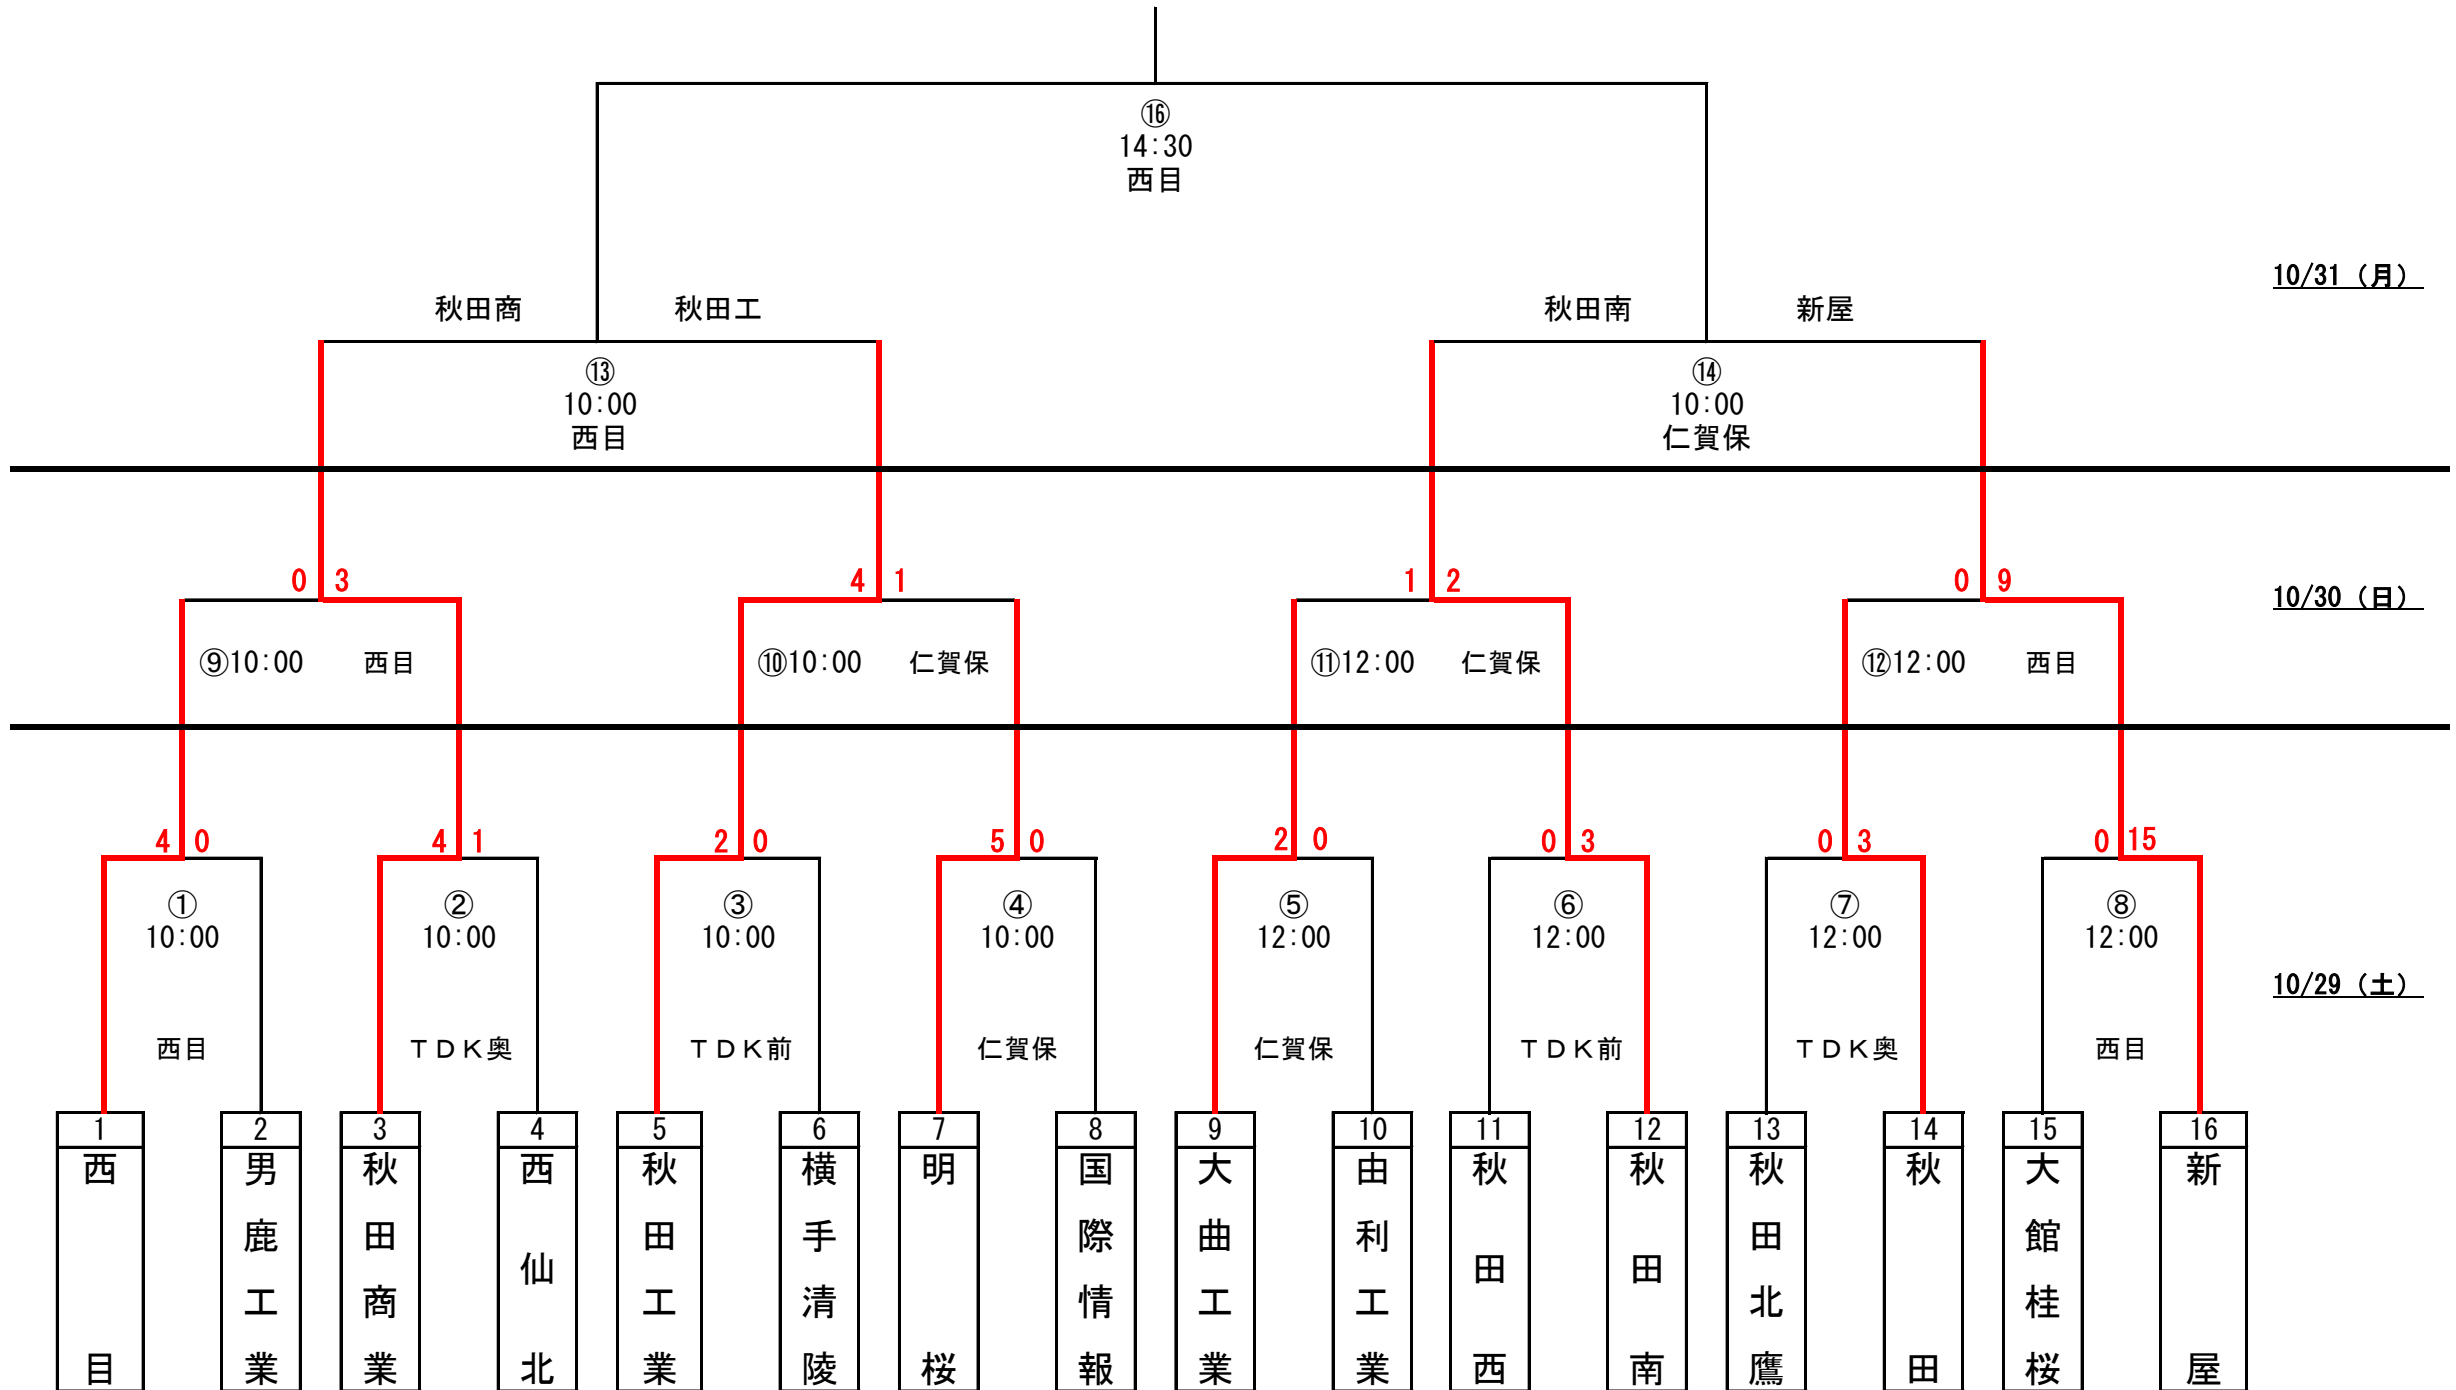 ⑯
14:30
西目
10/31 (月)
秋田商 秋田工 秋田南 新屋
⑬ ⑭
10:00 10:00
西目 仁賀保
0 3 4 1 1 2 0 9
10/30 (日)
⑨10:00 西目 ⑩10:00 仁賀保 ⑪12:00 仁賀保 ⑫12:00 西目
4 0 4 1 2 0 5 0 2 0 0 3 0 3 0 15
① ② ③ ④ ⑤ ⑥ ⑦ ⑧
10:00 10:00 10:00 10:00 12:00 12:00 12:00 12:00
10/29 (土)
西目 TDK奥 TDK前 仁賀保 仁賀保 TDK前 TDK奥 西目
1 2 3 4 5 6 7 8 9 10 11 12 13 14 15 16
西目
男鹿工業
秋田商業
西仙北
秋田工業
横手清陵
明桜
国際情報
大曲工業
由利工業
秋田西
秋田南
秋田北鷹
秋田
大館桂桜
新屋